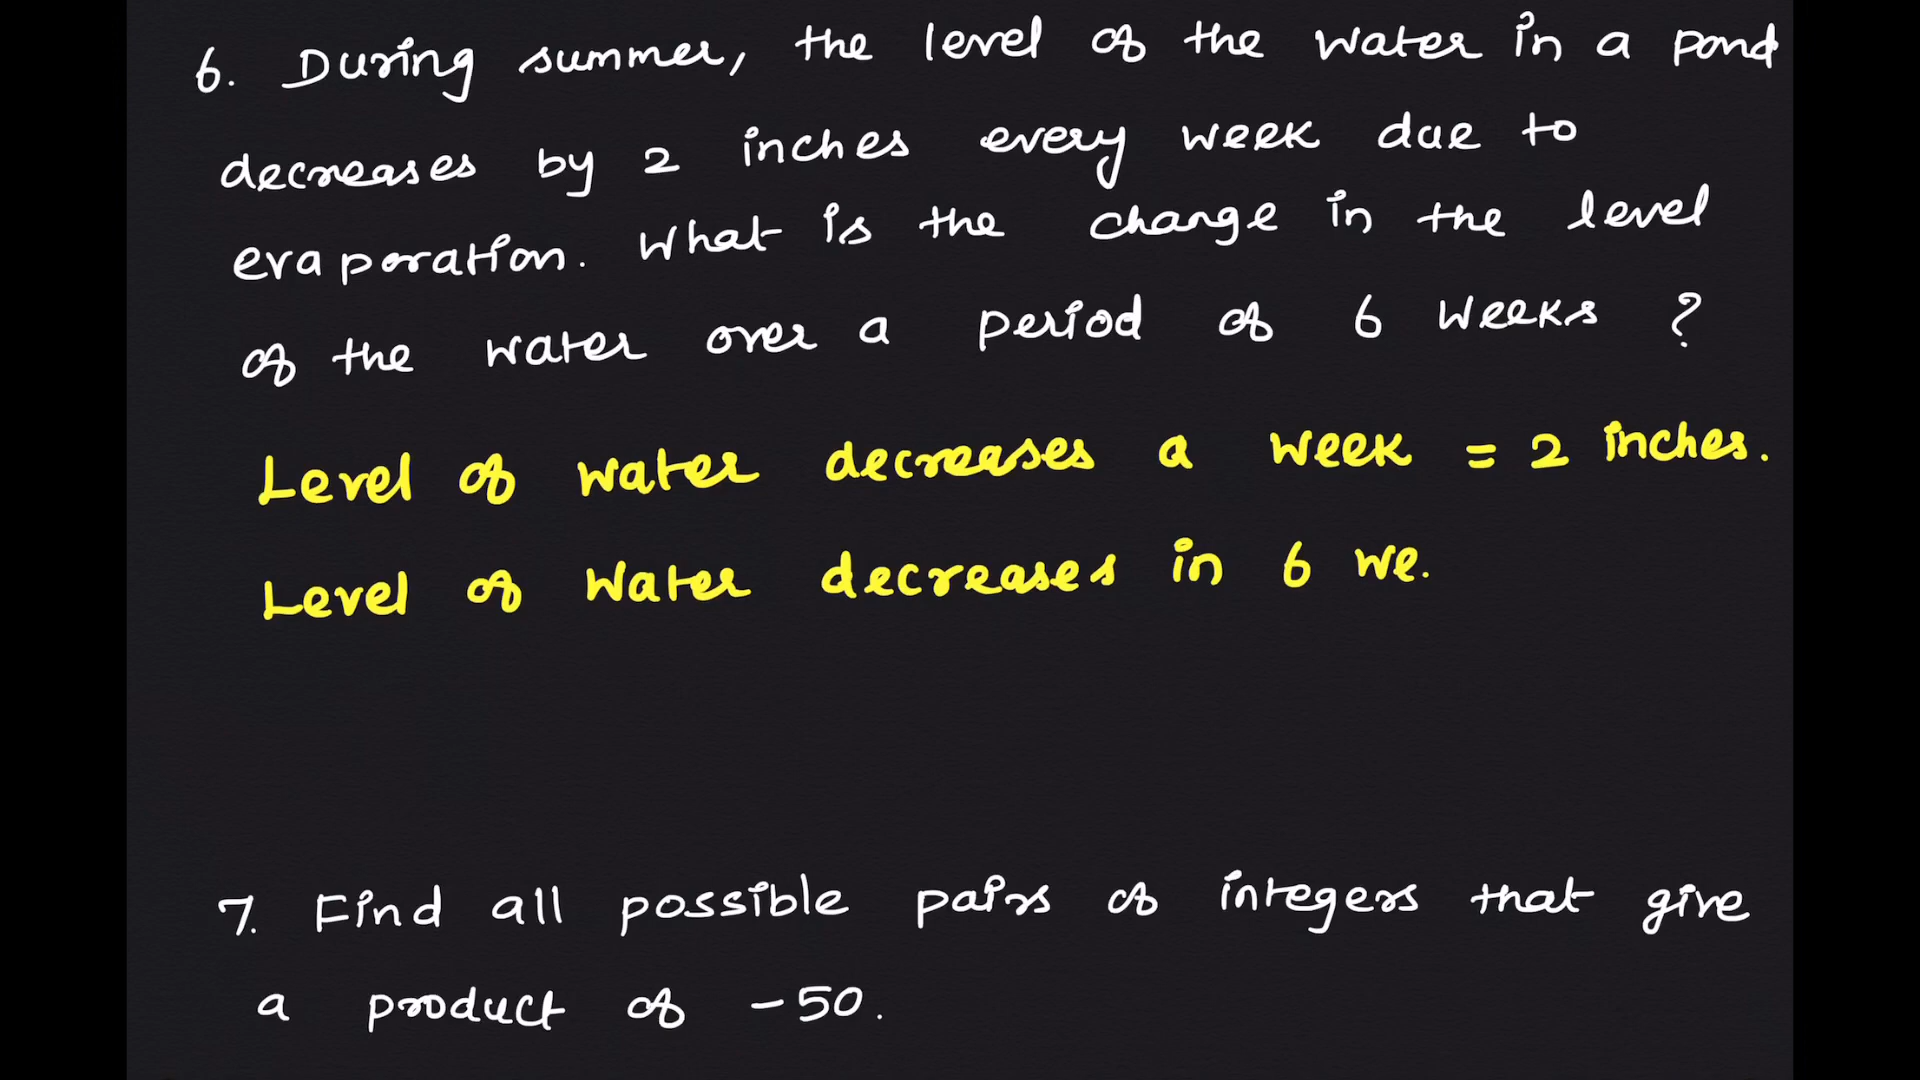 6. During summer, the level of the water in a pond
decreases by 2 inches every week due to
evaporation. What is the change in the level
of the water over a period of 6 weeks ?
Level of water decreases a week = 2 inches.
Level of water decreases in 6 we.
7. Find all possible pairs of integers that give
a product of -50.